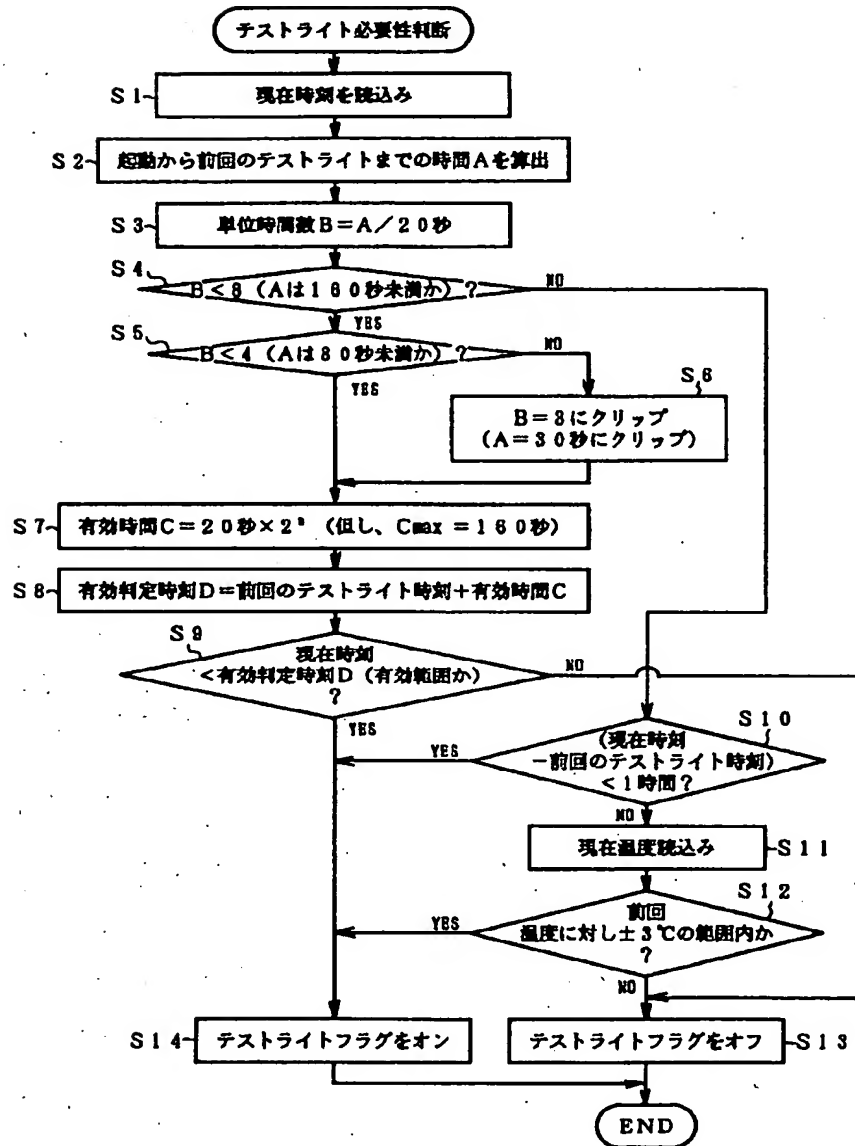 テストライト必要性判断
S1
現在時刻を読込み
S2
起動から前回のテストライトまでの時間Aを算出
S3
単位時間数B=A/20秒
S4
B<8(Aは160秒未満か)?
NO
YES
S5
B<4(Aは80秒未満か)?
NO
YES
S6
B=3にクリップ
(A=30秒にクリップ)
S7
有効時間C=20秒×2ᴮ(但し、Cmax=160秒)
S8
有効判定時刻D=前回のテストライト時刻+有効時間C
S9
現在時刻
<有効判定時刻D(有効範囲か)
?
NO
YES
S10
(現在時刻
-前回のテストライト時刻)
<1時間?
YES
NO
現在温度読込み
S11
S12
前回
温度に対し±3℃の範囲内か
?
YES
NO
S14
テストライトフラグをオン
テストライトフラグをオフ
S13
END